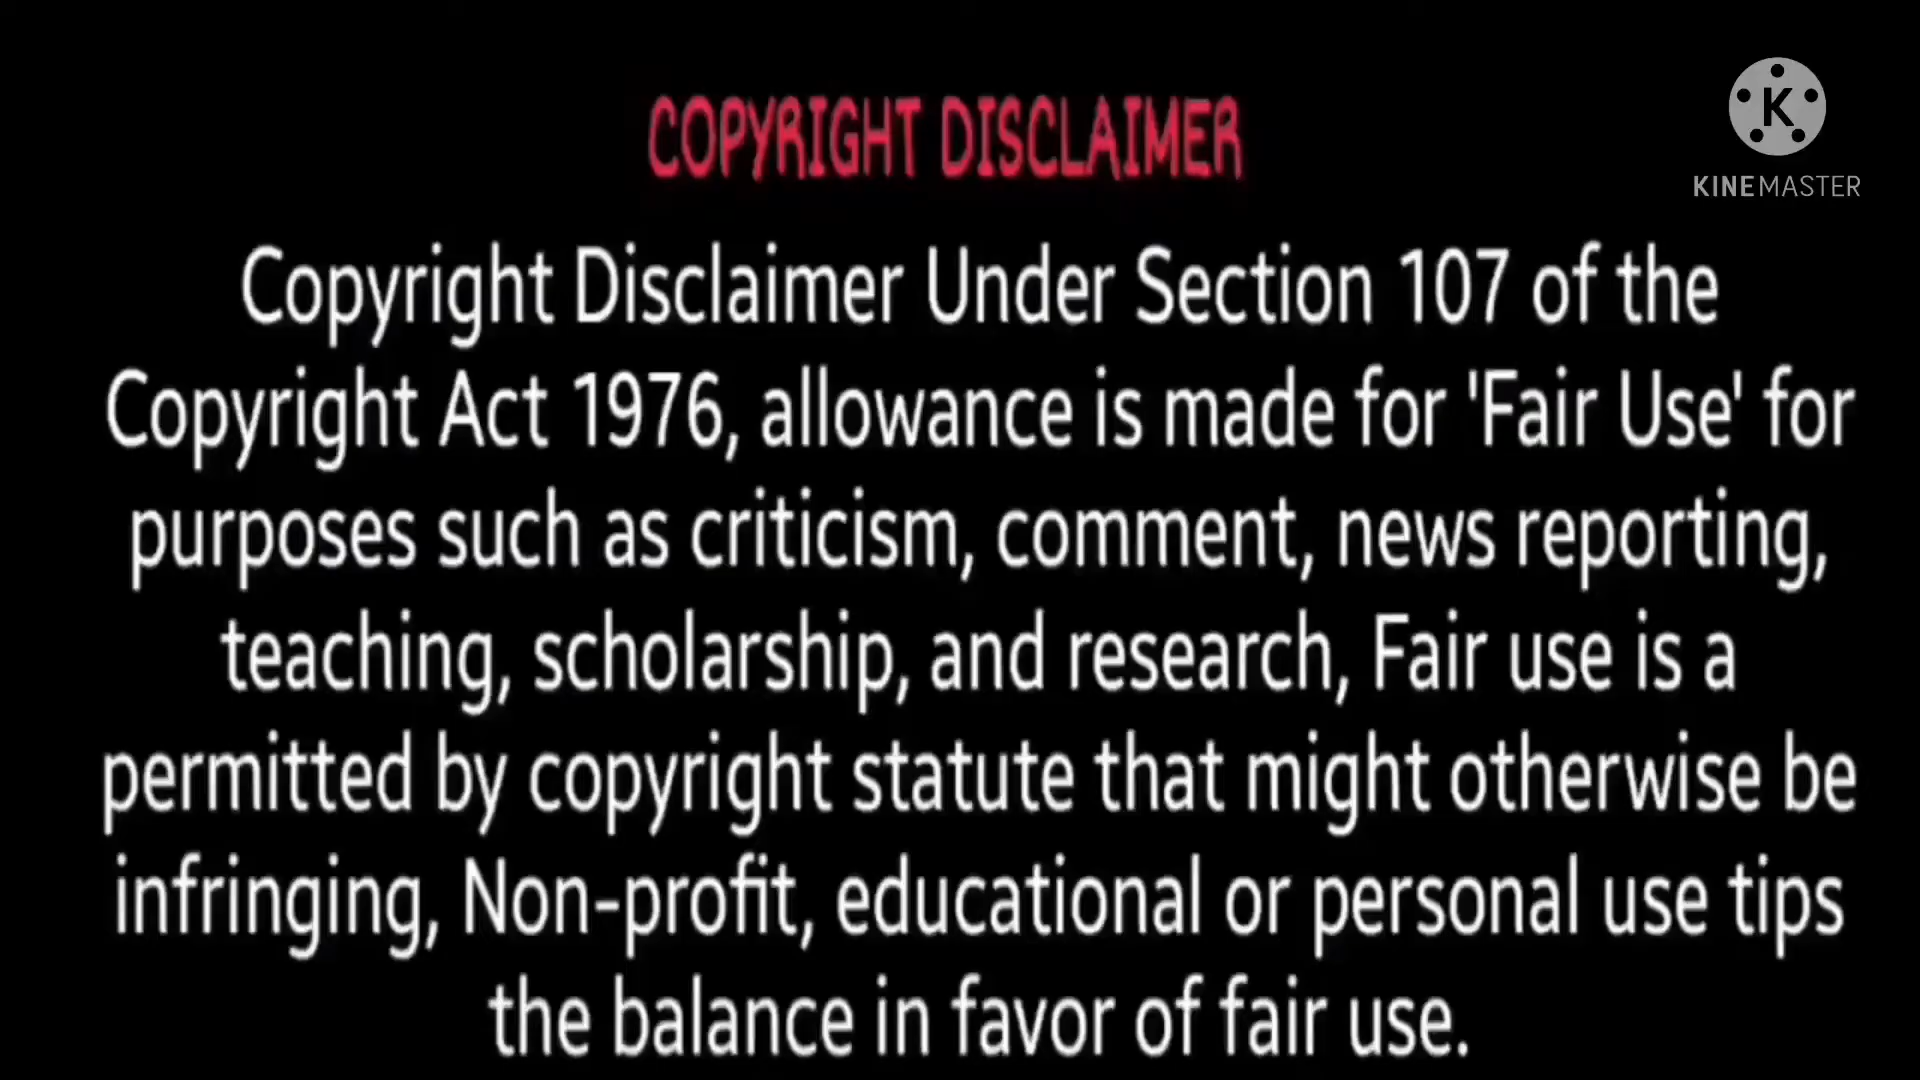 COPYRIGHT DISCLAIMER
K
KINEMASTER
Copyright Disclaimer Under Section 107 of the
Copyright Act 1976, allowance is made for 'Fair Use' for
purposes such as criticism, comment, news reporting,
teaching, scholarship, and research, Fair use is a
permitted by copyright statute that might otherwise be
infringing, Non-profit, educational or personal use tips
the balance in favor of fair use.